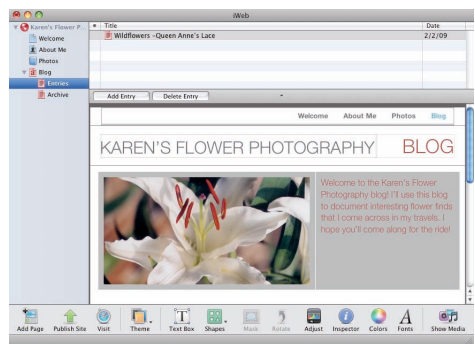 iWeb
Karen's Flower P...
Welcome
About Me
Photos
Blog
Entries
Archive
Title
Date
Wildflowers -Queen Anne's Lace
2/2/09
Add Entry
Delete Entry
Welcome
About Me
Photos
Blog
KAREN'S FLOWER PHOTOGRAPHY
BLOG
Welcome to the Karen's Flower
Photography blog! I'll use this blog
to document interesting flower finds
that I come across in my travels. I
hope you'll come along for the ride!
Add Page
Publish Site
Visit
Theme
Text Box
Shapes
Mask
Rotate
Adjust
Inspector
Colors
Fonts
Show Media